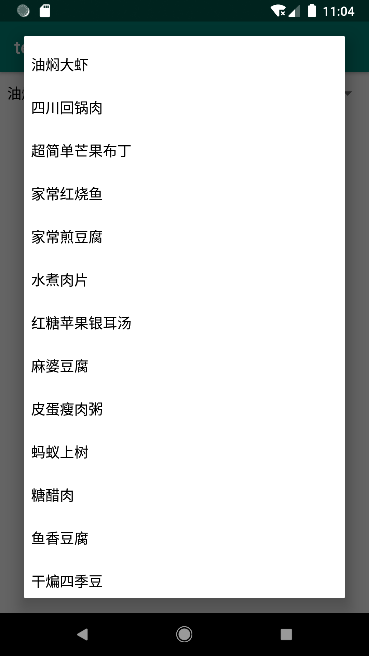 11:04
te
油焖
油焖大虾
四川回锅肉
超简单芒果布丁
家常红烧鱼
家常煎豆腐
水煮肉片
红糖苹果银耳汤
麻婆豆腐
皮蛋瘦肉粥
蚂蚁上树
糖醋肉
鱼香豆腐
干煸四季豆